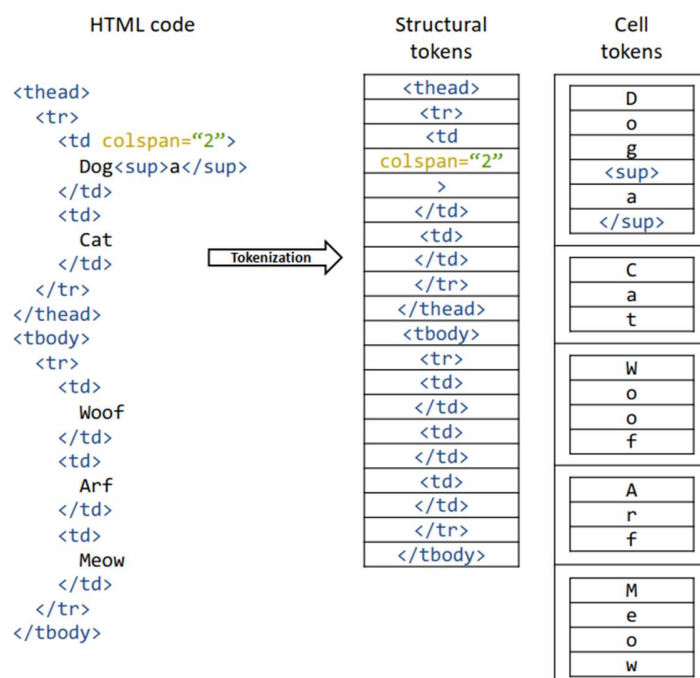 HTML code
<thead>
<tr>
<td colspan=“2”>
Dog<sup>a</sup>
</td>
<td>
Cat
</td>
</tr>
</thead>
<tbody>
<tr>
<td>
Woof
</td>
<td>
Arf
</td>
<td>
Meow
</td>
</tr>
</tbody>
Tokenization
Structural
tokens
<thead>
<tr>
<td
colspan=“2”
>
</td>
<td>
</td>
</tr>
</thead>
<tbody>
<tr>
<td>
</td>
<td>
</td>
<td>
</td>
</tr>
</tbody>
Cell
tokens
D
o
g
<sup>
a
</sup>
C
a
t
W
o
o
f
A
r
f
M
e
o
w